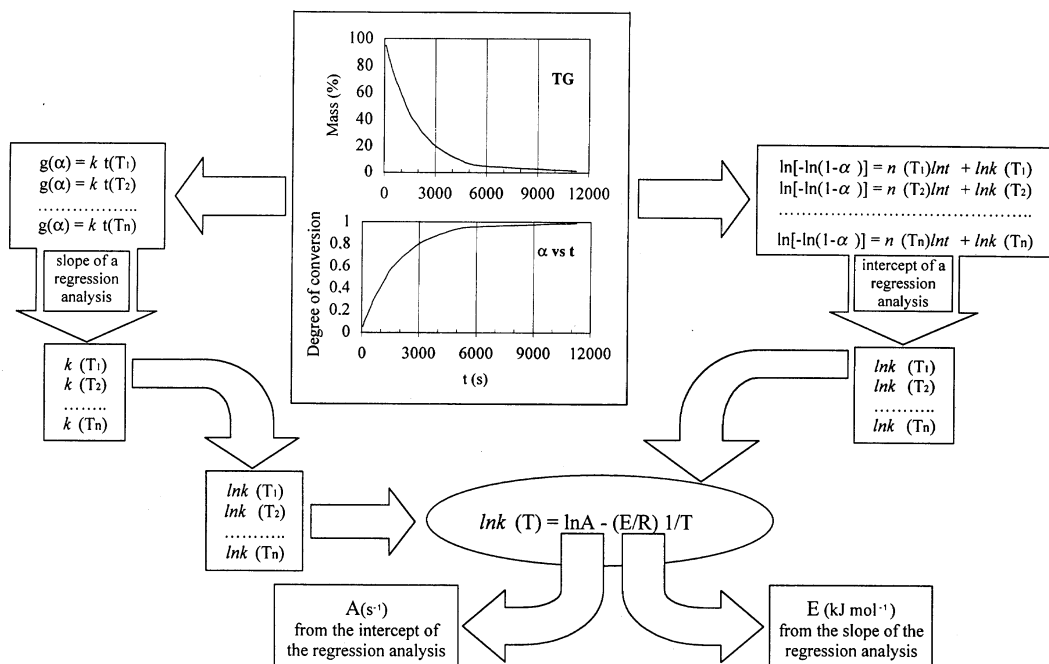 100
80
60
40
20
0
Mass (%)
TG
0 3000 6000 9000 12000
1
0.8
0.6
0.4
0.2
0
Degree of conversion
α vs t
0 3000 6000 9000 12000
t (s)
g(α) = k t(T1)
g(α) = k t(T2)
........................
g(α) = k t(Tn)
slope of a
regression
analysis
k (T1)
k (T2)
........
k (Tn)
lnk (T1)
lnk (T2)
...........
lnk (Tn)
ln[-ln(1-α )] = n (T1)lnt + lnk (T1)
ln[-ln(1-α )] = n (T2)lnt + lnk (T2)
..............................................
ln[-ln(1-α )] = n (Tn)lnt + lnk (Tn)
intercept of a
regression
analysis
lnk (T1)
lnk (T2)
...........
lnk (Tn)
lnk (T) = lnA - (E/R) 1/T
A(s-1)
from the intercept of
the regression analysis
E (kJ mol-1)
from the slope of the
regression analysis